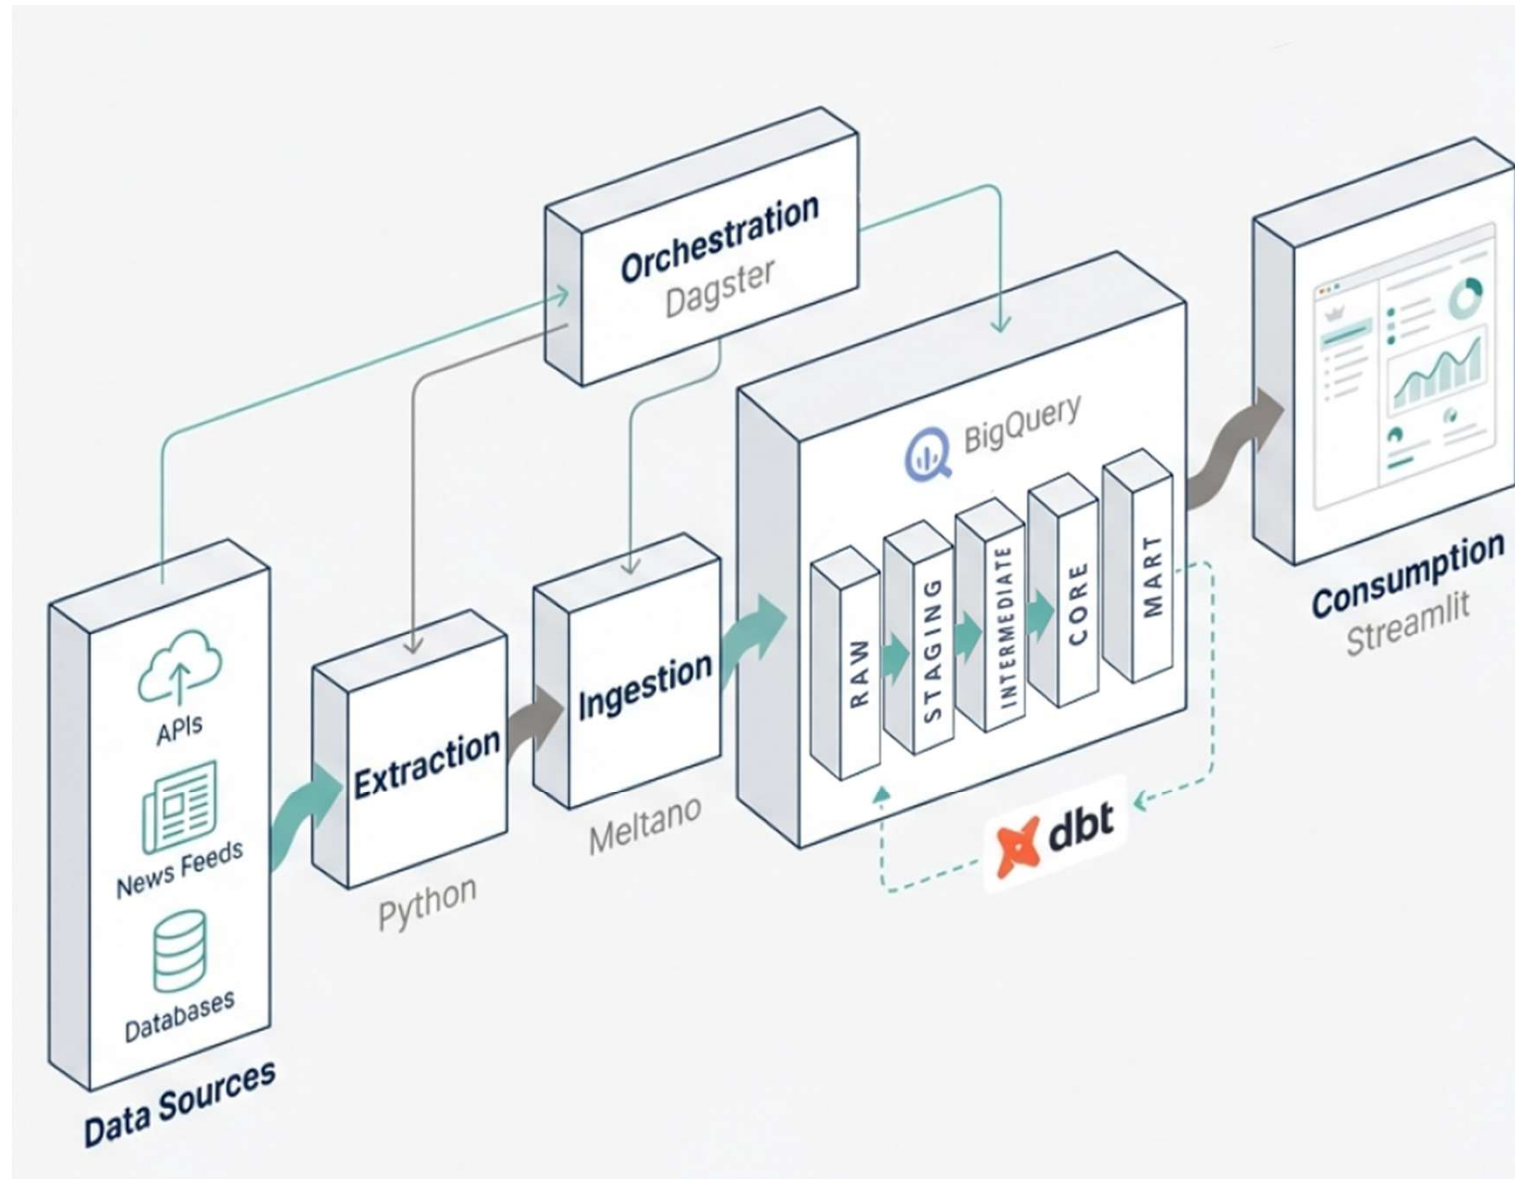 Orchestration
Dagster
BigQuery
RAW
STAGING
INTERMEDIATE
CORE
MART
Consumption
Streamlit
APIs
News Feeds
Databases
Data Sources
Extraction
Python
Ingestion
Meltano
dbt